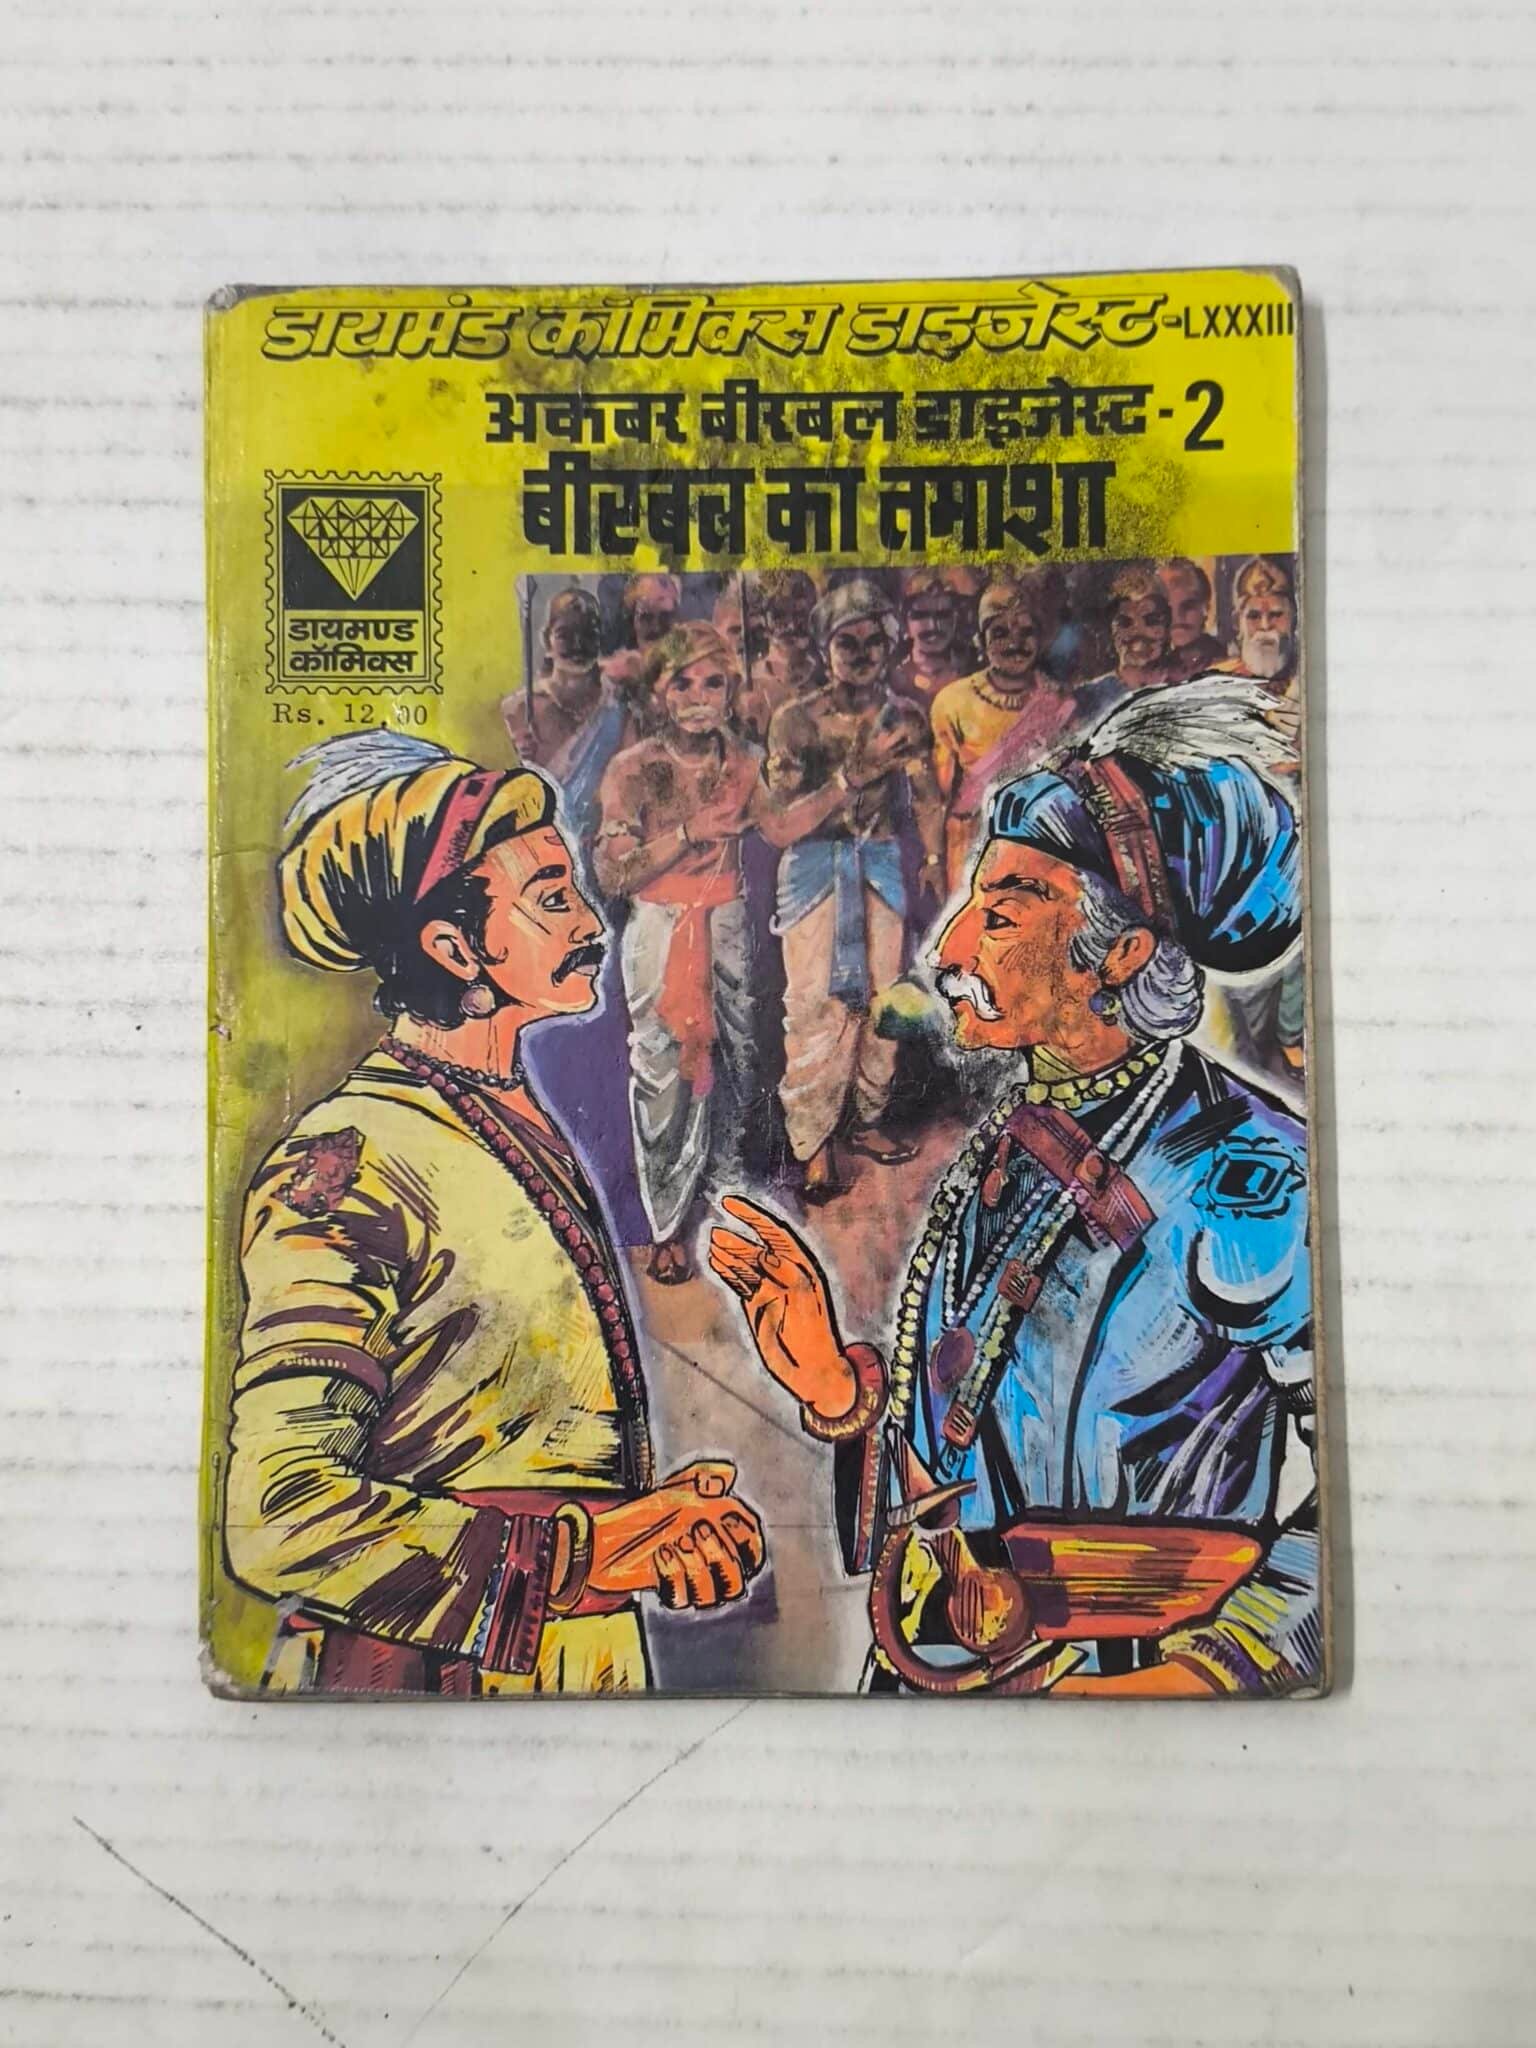 डायमंड कॉमिक्स डाइजेस्ट-LXXXIII
अकबर बीरबल डाइजेस्ट-2
बीरबल का तमाशा
डायमण्ड
कॉमिक्स
Rs. 12.00